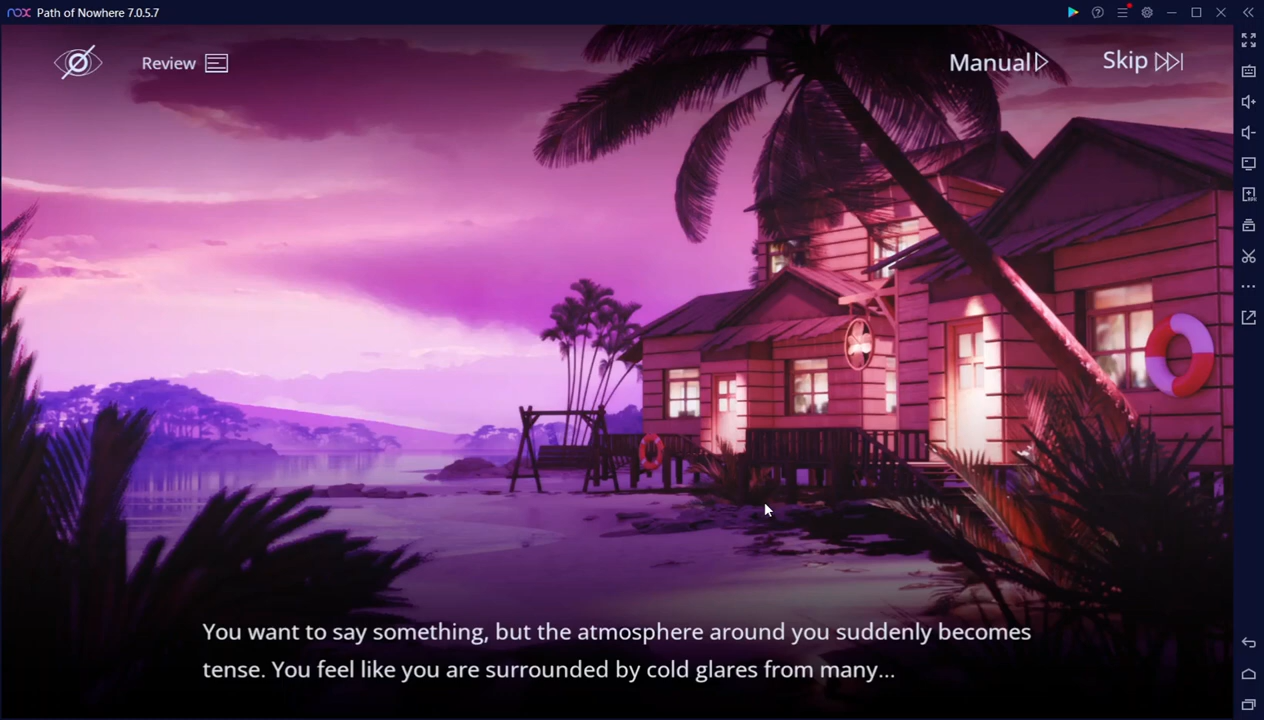 nox Path of Nowhere 7.0.5.7
Review
Manual
Skip
You want to say something, but the atmosphere around you suddenly becomes
tense. You feel like you are surrounded by cold glares from many...